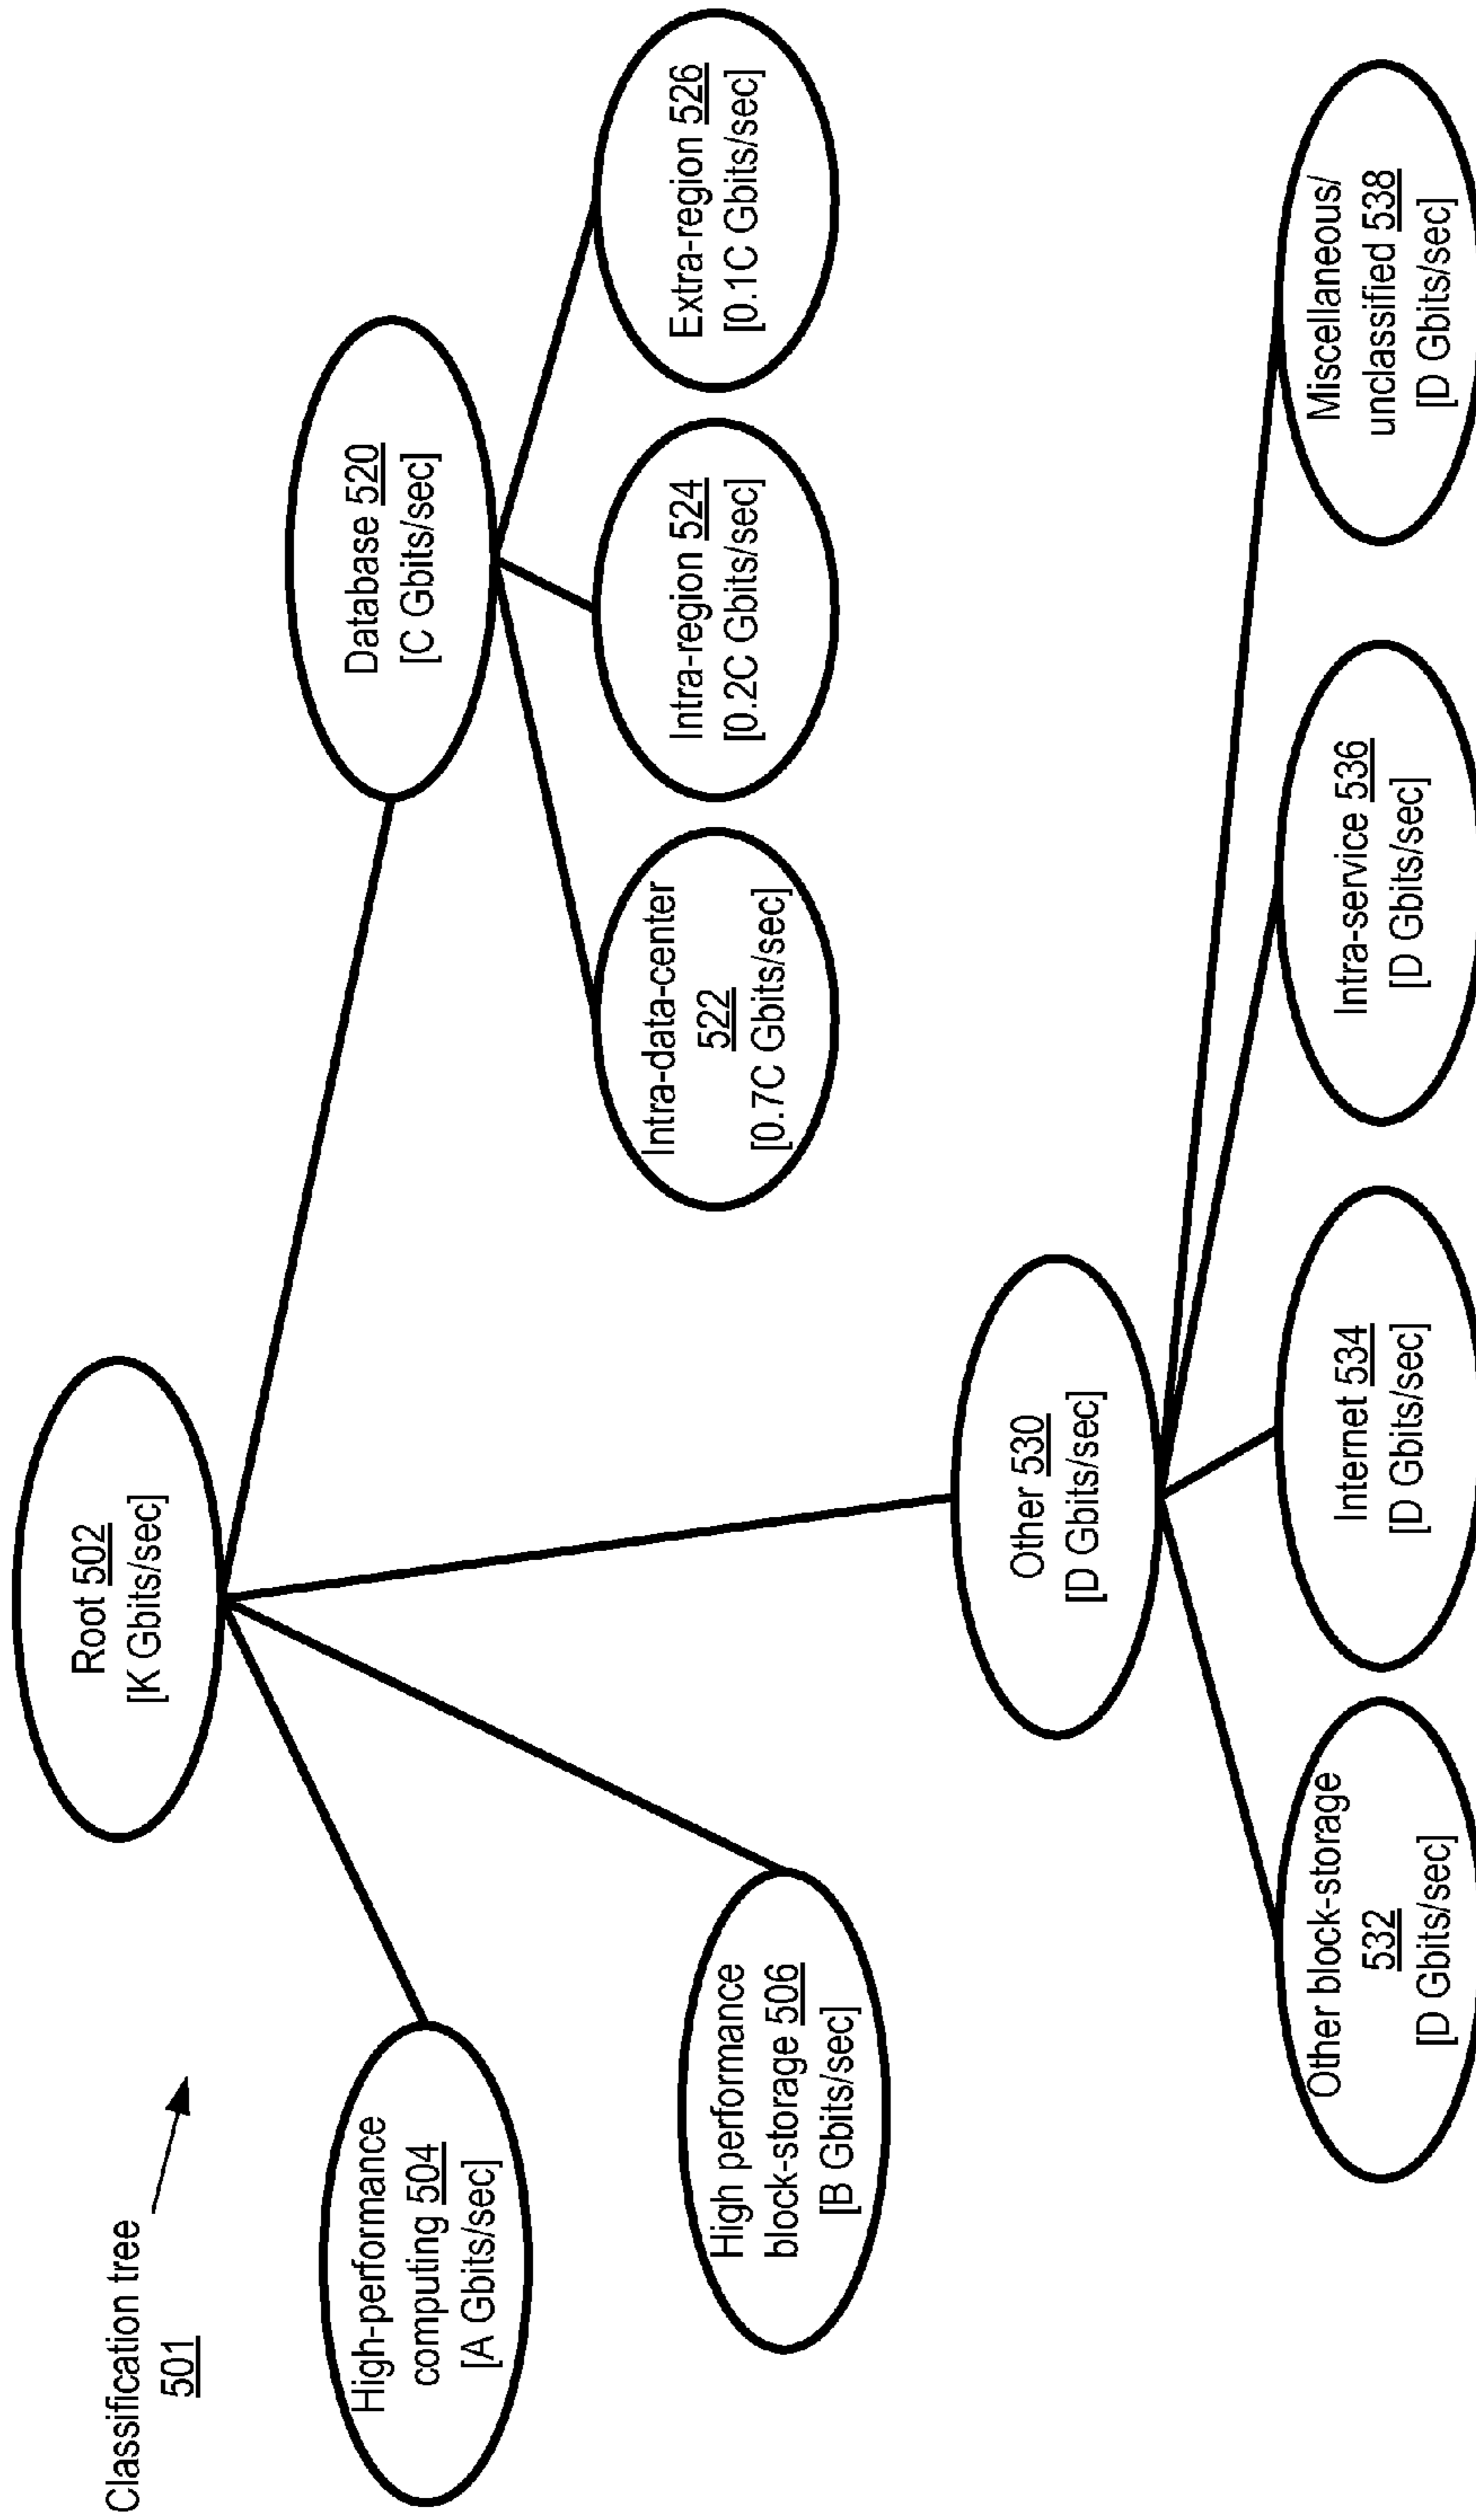 Classification tree
501
Root 502
[K Gbits/sec]
High-performance
computing 504
[A Gbits/sec]
High performance
block-storage 506
[B Gbits/sec]
Database 520
[C Gbits/sec]
Intra-data-center
522
[0.7C Gbits/sec]
Intra-region 524
[0.2C Gbits/sec]
Extra-region 526
[0.1C Gbits/sec]
Other 530
[D Gbits/sec]
Other block-storage
532
[D Gbits/sec]
Internet 534
[D Gbits/sec]
Intra-service 536
[D Gbits/sec]
Miscellaneous/
unclassified 538
[D Gbits/sec]